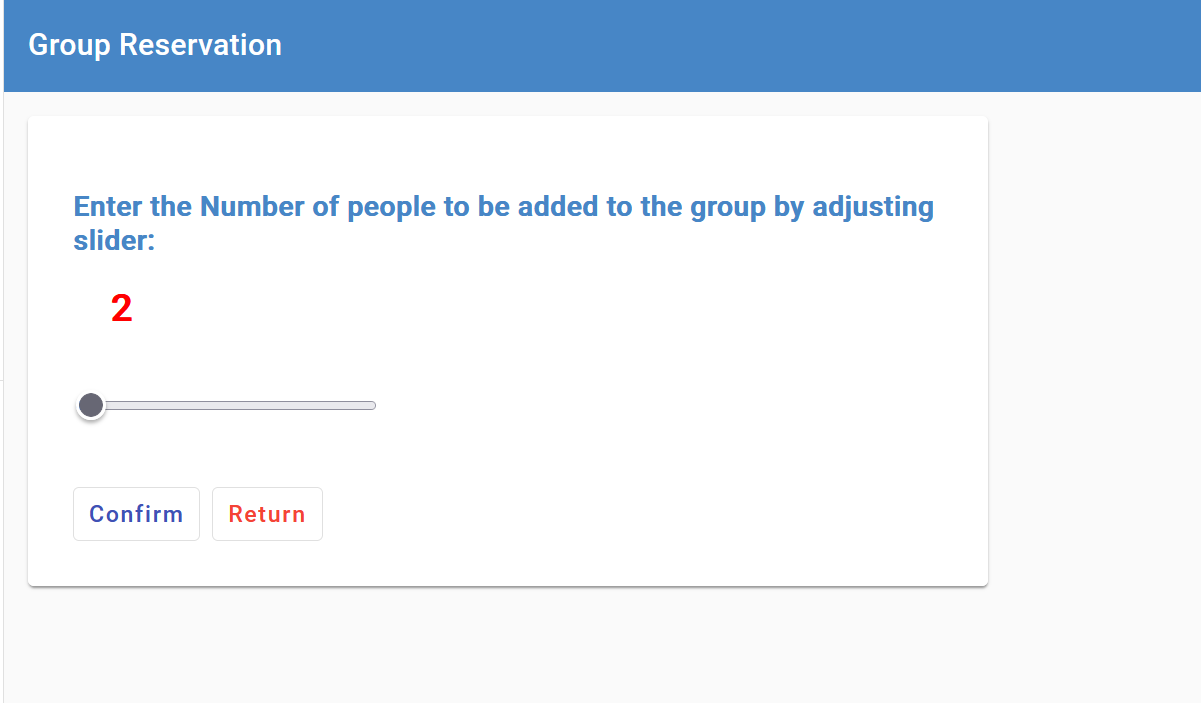 Group Reservation
Enter the Number of people to be added to the group by adjusting
slider:
2
Confirm Return